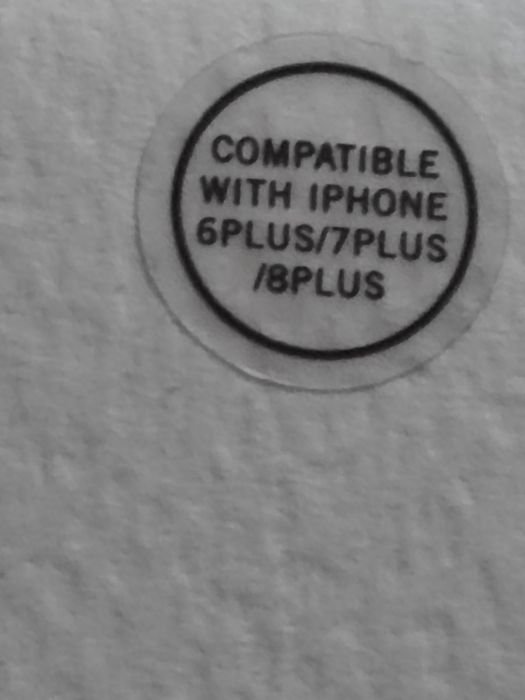 COMPATIBLE
WITH IPHONE
6PLUS/7PLUS
/8PLUS